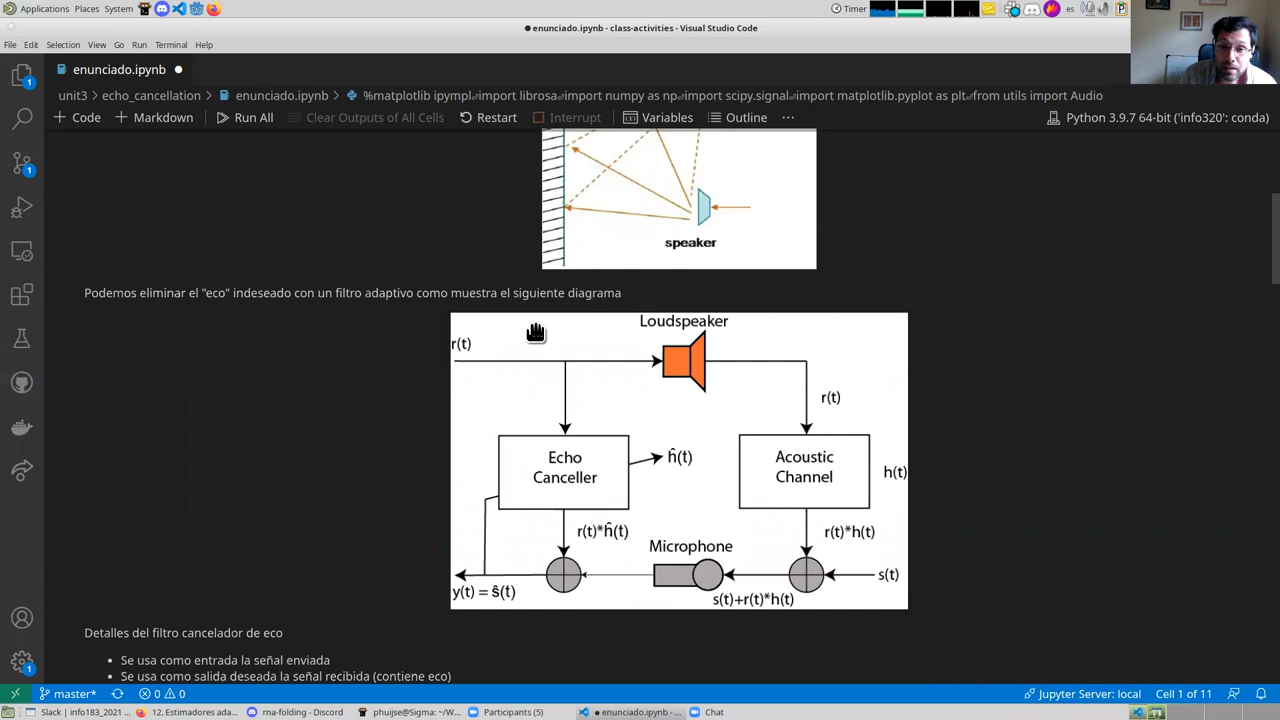 Applications Places System
Timer
es
enunciado.ipynb - class-activities - Visual Studio Code
File Edit Selection View Go Run Terminal Help
enunciado.ipynb
unit3 > echo_cancellation > enunciado.ipynb > %matplotlib ipympl⏎import librosa⏎import numpy as np⏎import scipy.signal⏎import matplotlib.pyplot as plt⏎from utils import Audio
+ Code + Markdown Run All Clear Outputs of All Cells Restart Interrupt Variables Outline ··· Python 3.9.7 64-bit ('info320': conda)
speaker
Podemos eliminar el "eco" indeseado con un filtro adaptivo como muestra el siguiente diagrama
Loudspeaker
r(t)
r(t)
Echo
Canceller
ĥ(t)
Acoustic
Channel
h(t)
r(t)*ĥ(t)
r(t)*h(t)
Microphone
s(t)
y(t) = ŝ(t)
s(t)+r(t)*h(t)
Detalles del filtro cancelador de eco
• Se usa como entrada la señal enviada
• Se usa como salida deseada la señal recibida (contiene eco)
master* 0 0 Jupyter Server: local Cell 1 of 11
Slack | info183_2021 ... 12. Estimadores ada... rna-folding - Discord phuijse@Sigma: ~/W... Participants (5) enunciado.ipynb - ... Chat